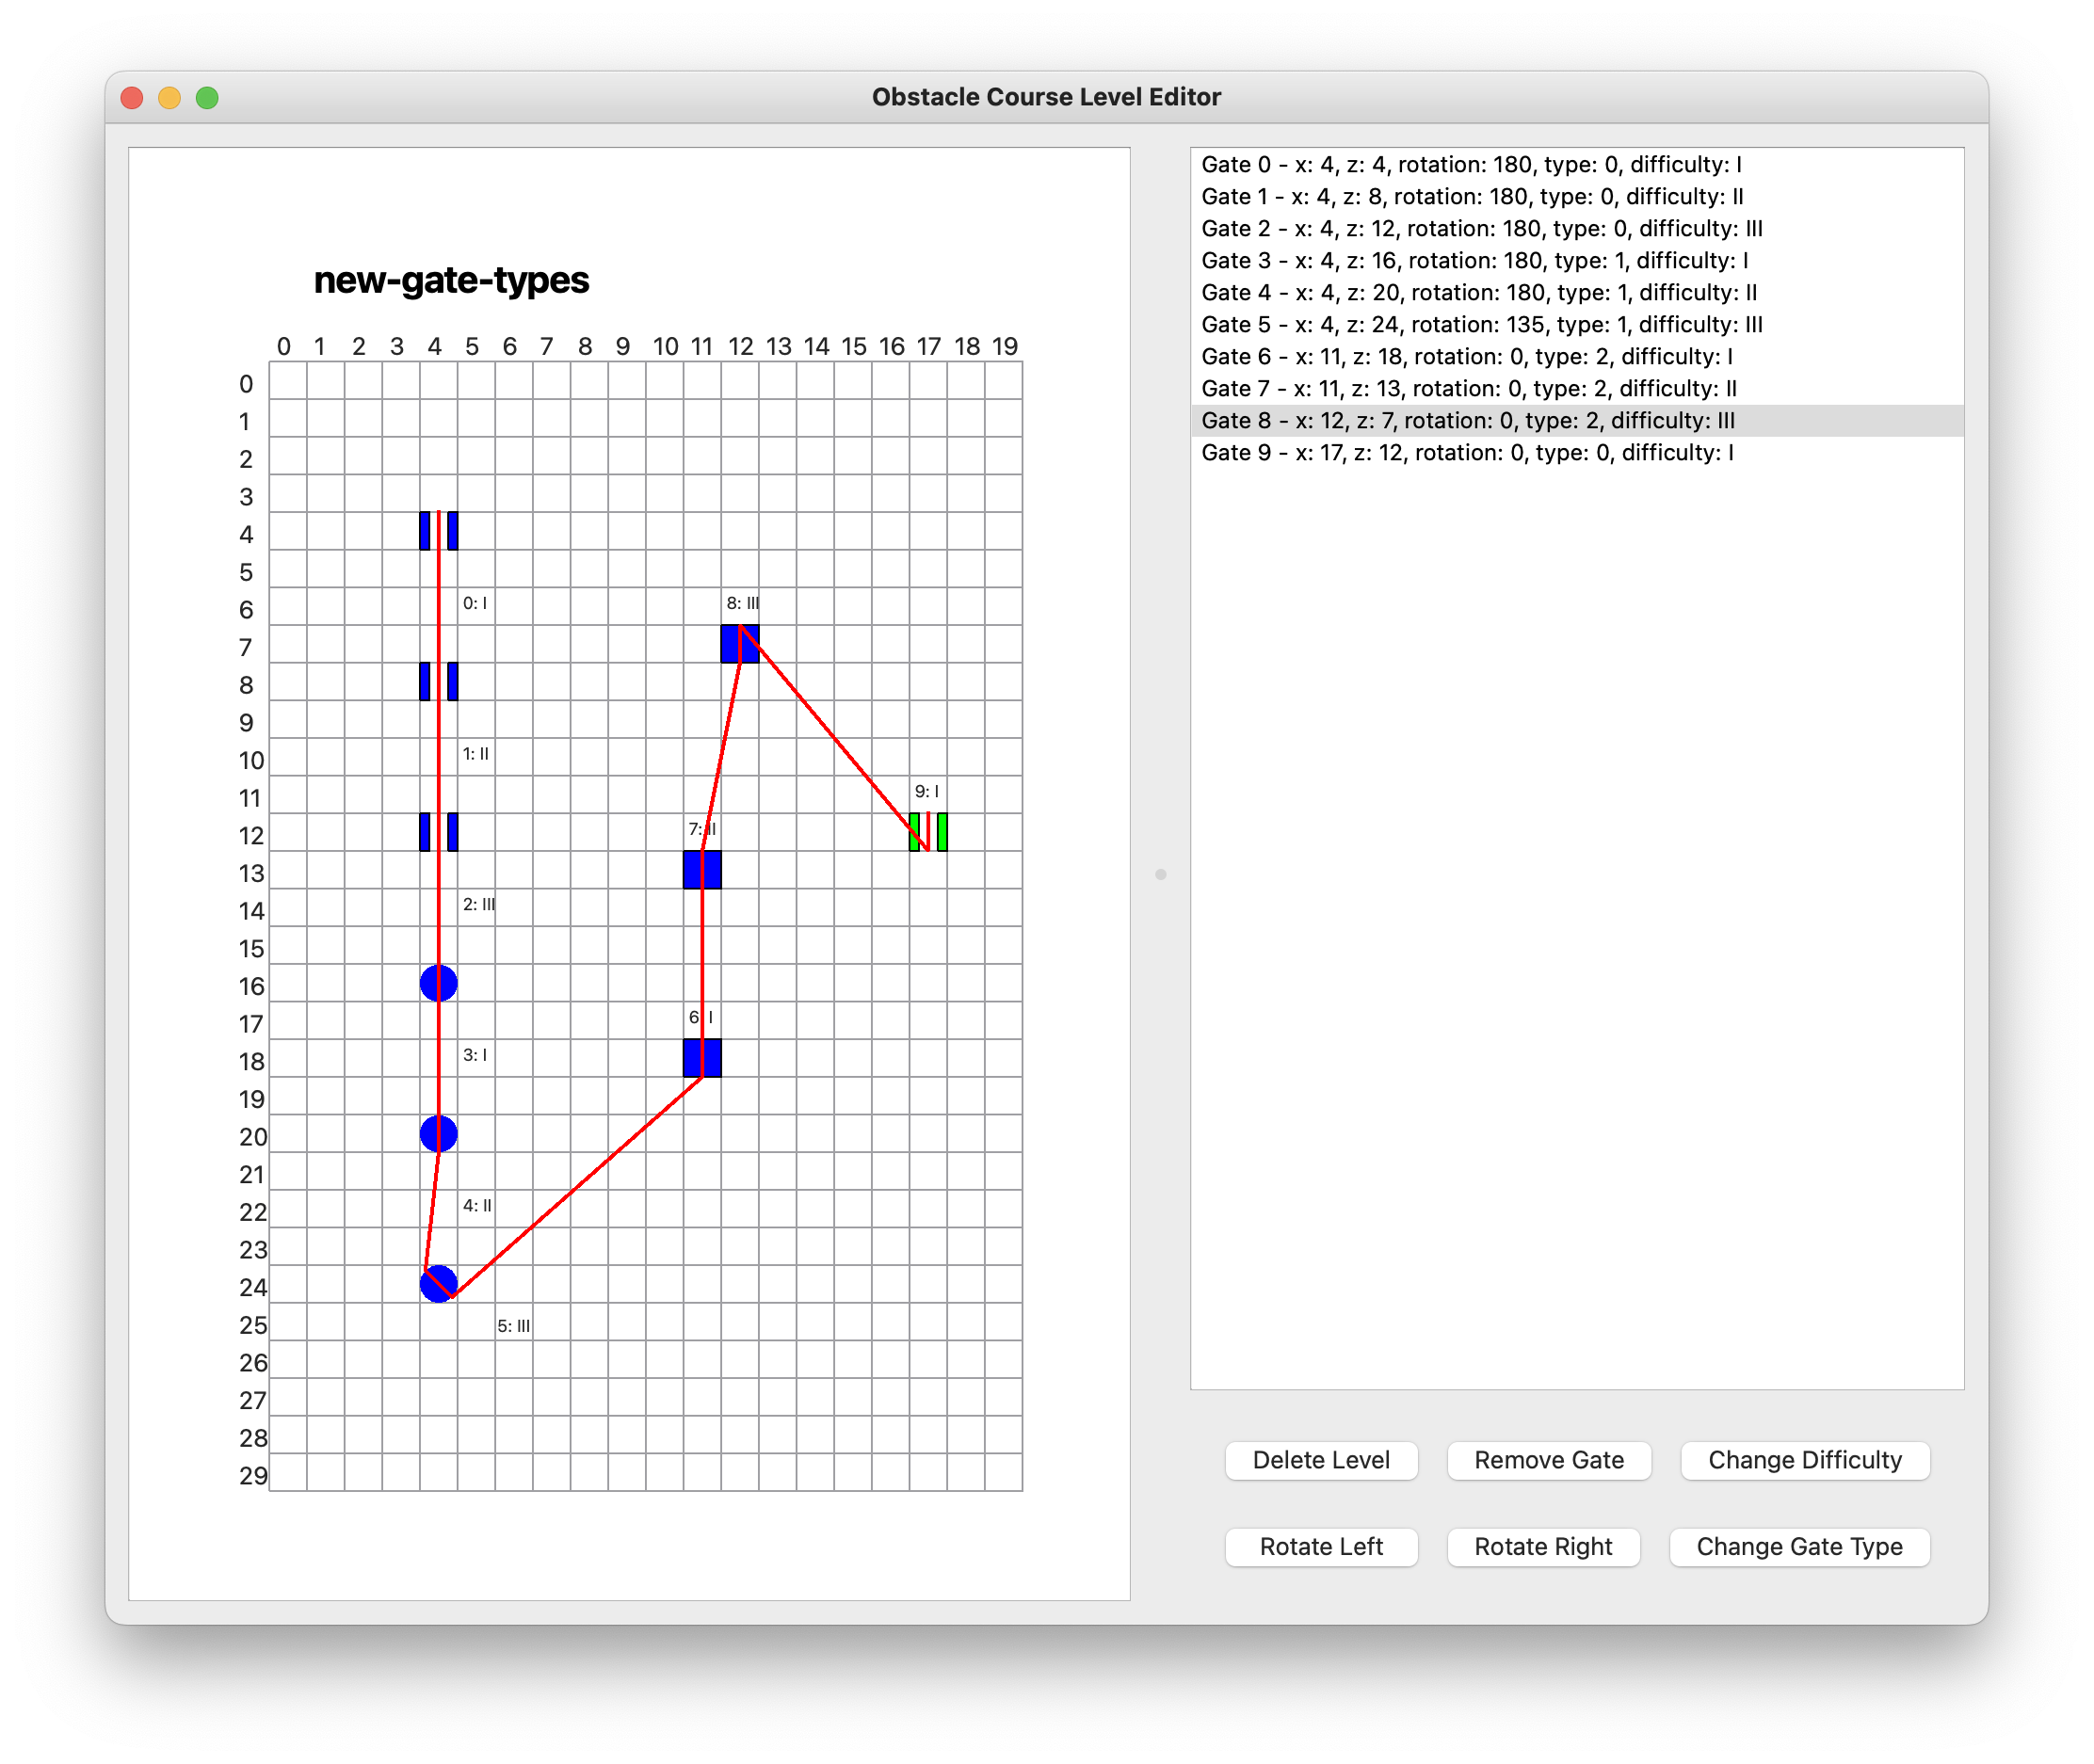 Obstacle Course Level Editor
new-gate-types
0 1 2 3 4 5 6 7 8 9 10 11 12 13 14 15 16 17 18 19
0
1
2
3
4
5
6
7
8
9
10
11
12
13
14
15
16
17
18
19
20
21
22
23
24
25
26
27
28
29
0: I
1: II
2: III
3: I
4: II
5: III
6: I
7: II
8: III
9: I
Gate 0 - x: 4, z: 4, rotation: 180, type: 0, difficulty: I
Gate 1 - x: 4, z: 8, rotation: 180, type: 0, difficulty: II
Gate 2 - x: 4, z: 12, rotation: 180, type: 0, difficulty: III
Gate 3 - x: 4, z: 16, rotation: 180, type: 1, difficulty: I
Gate 4 - x: 4, z: 20, rotation: 180, type: 1, difficulty: II
Gate 5 - x: 4, z: 24, rotation: 135, type: 1, difficulty: III
Gate 6 - x: 11, z: 18, rotation: 0, type: 2, difficulty: I
Gate 7 - x: 11, z: 13, rotation: 0, type: 2, difficulty: II
Gate 8 - x: 12, z: 7, rotation: 0, type: 2, difficulty: III
Gate 9 - x: 17, z: 12, rotation: 0, type: 0, difficulty: I
Delete Level Remove Gate Change Difficulty
Rotate Left Rotate Right Change Gate Type